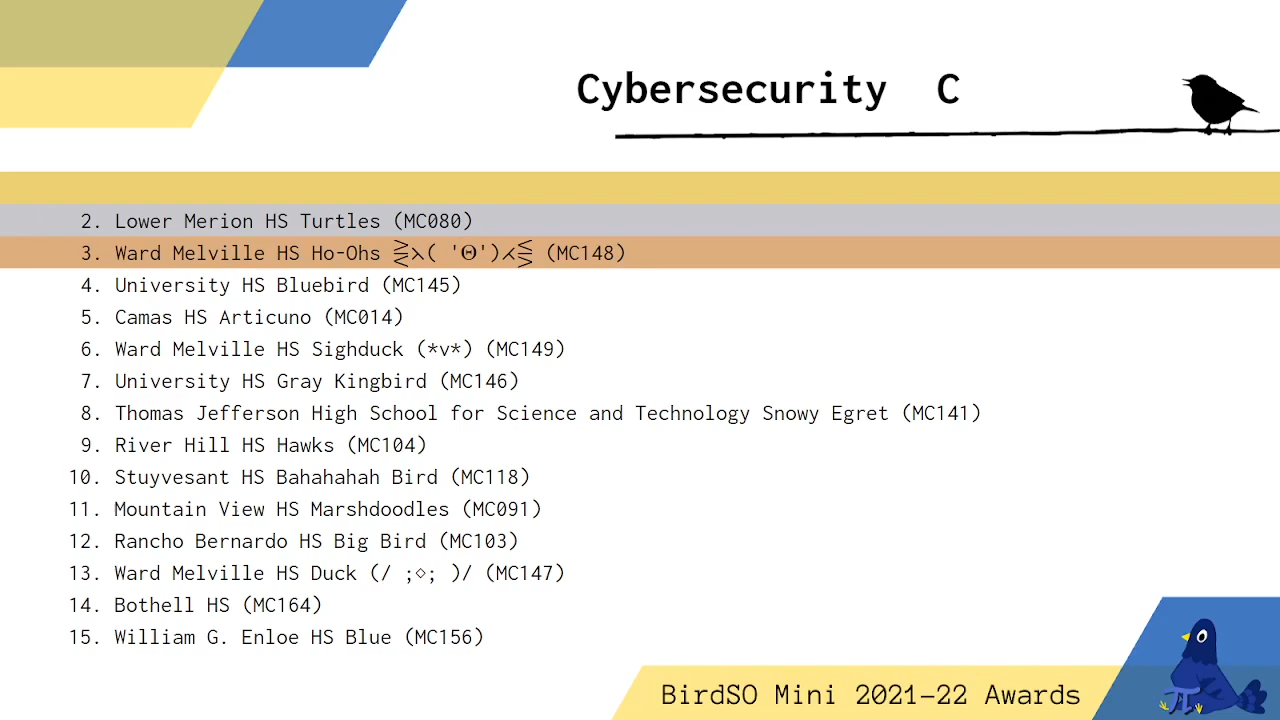 Cybersecurity C
2. Lower Merion HS Turtles (MC080)
3. Ward Melville HS Ho-Ohs ⋛⋋( 'Θ')⋌⋚ (MC148)
4. University HS Bluebird (MC145)
5. Camas HS Articuno (MC014)
6. Ward Melville HS Sighduck (*v*) (MC149)
7. University HS Gray Kingbird (MC146)
8. Thomas Jefferson High School for Science and Technology Snowy Egret (MC141)
9. River Hill HS Hawks (MC104)
10. Stuyvesant HS Bahahahah Bird (MC118)
11. Mountain View HS Marshdoodles (MC091)
12. Rancho Bernardo HS Big Bird (MC103)
13. Ward Melville HS Duck (/ ;◇; )/ (MC147)
14. Bothell HS (MC164)
15. William G. Enloe HS Blue (MC156)
BirdSO Mini 2021–22 Awards